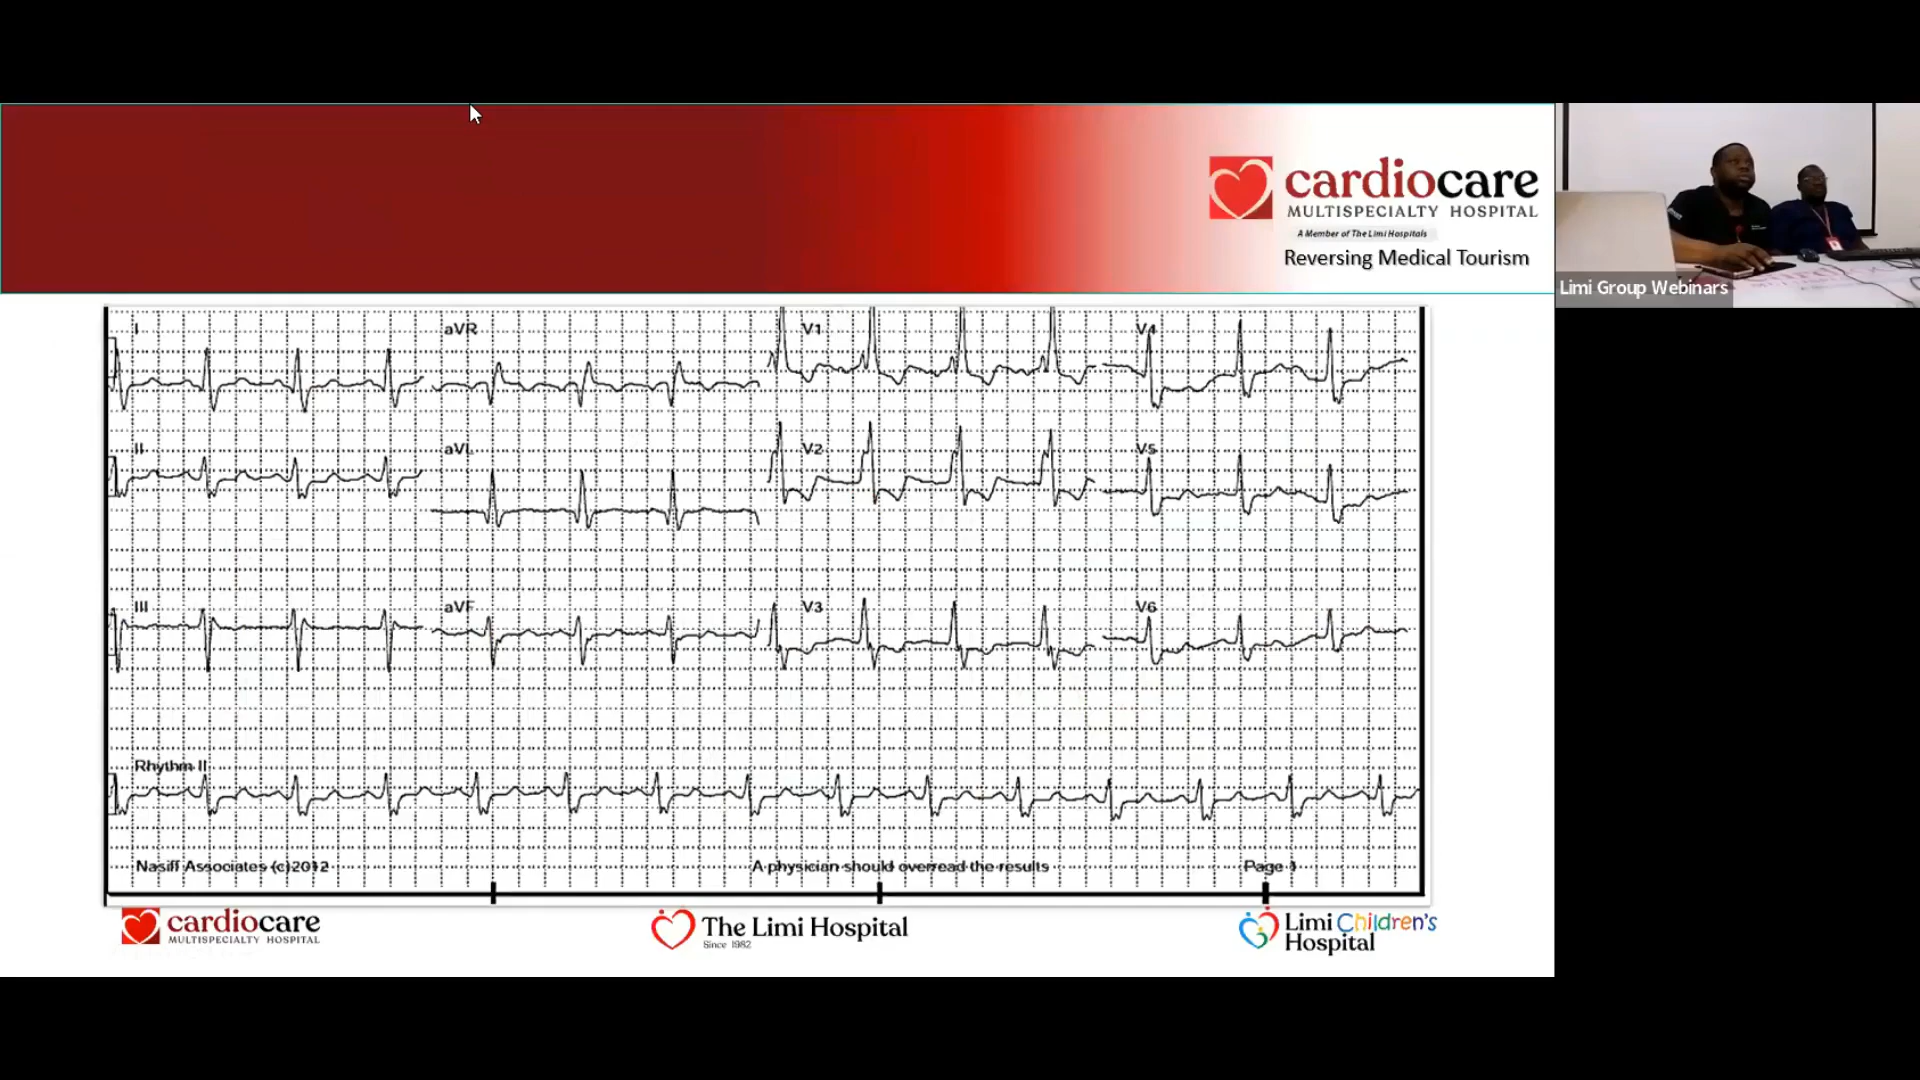 cardiocare
MULTISPECIALTY HOSPITAL
A Member of The Limi Hospitals
Reversing Medical Tourism
Limi Group Webinars
I
aVR
V1
V4
II
aVL
V2
V5
III
aVF
V3
V6
Rhythm II
Nasiff Associates (c)2012
A physician should overread the results
Page 1
cardiocare
MULTISPECIALTY HOSPITAL
The Limi Hospital
Since 1982
Limi Children's
Hospital